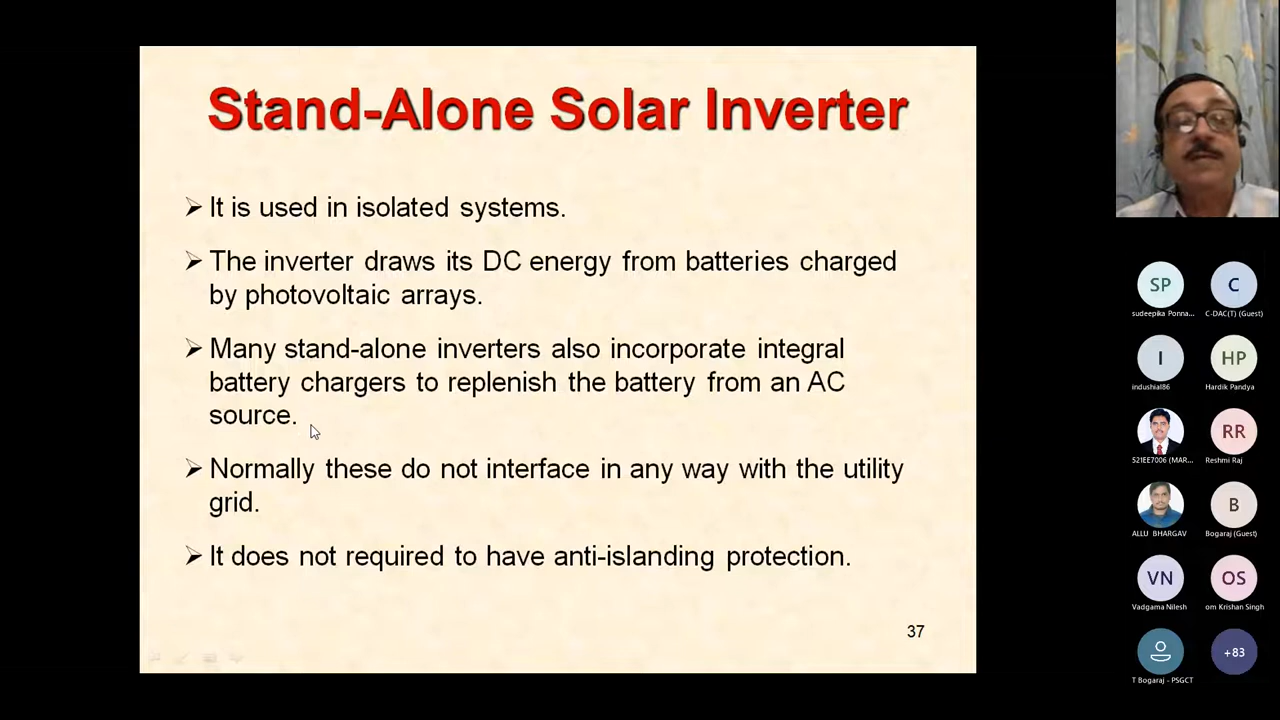 Stand-Alone Solar Inverter
It is used in isolated systems.
The inverter draws its DC energy from batteries charged
by photovoltaic arrays.
Many stand-alone inverters also incorporate integral
battery chargers to replenish the battery from an AC
source.
Normally these do not interface in any way with the utility
grid.
It does not required to have anti-islanding protection.
37
SP
sudeepika Ponna...
C
C-DAC(T) (Guest)
I
indushial86
HP
Hardik Pandya
S21EE7006 (MAR...
RR
Reshmi Raj
ALLU BHARGAV
B
Bogaraj (Guest)
VN
Vadgama Nilesh
OS
om Krishan Singh
T Bogaraj - PSGCT
+83